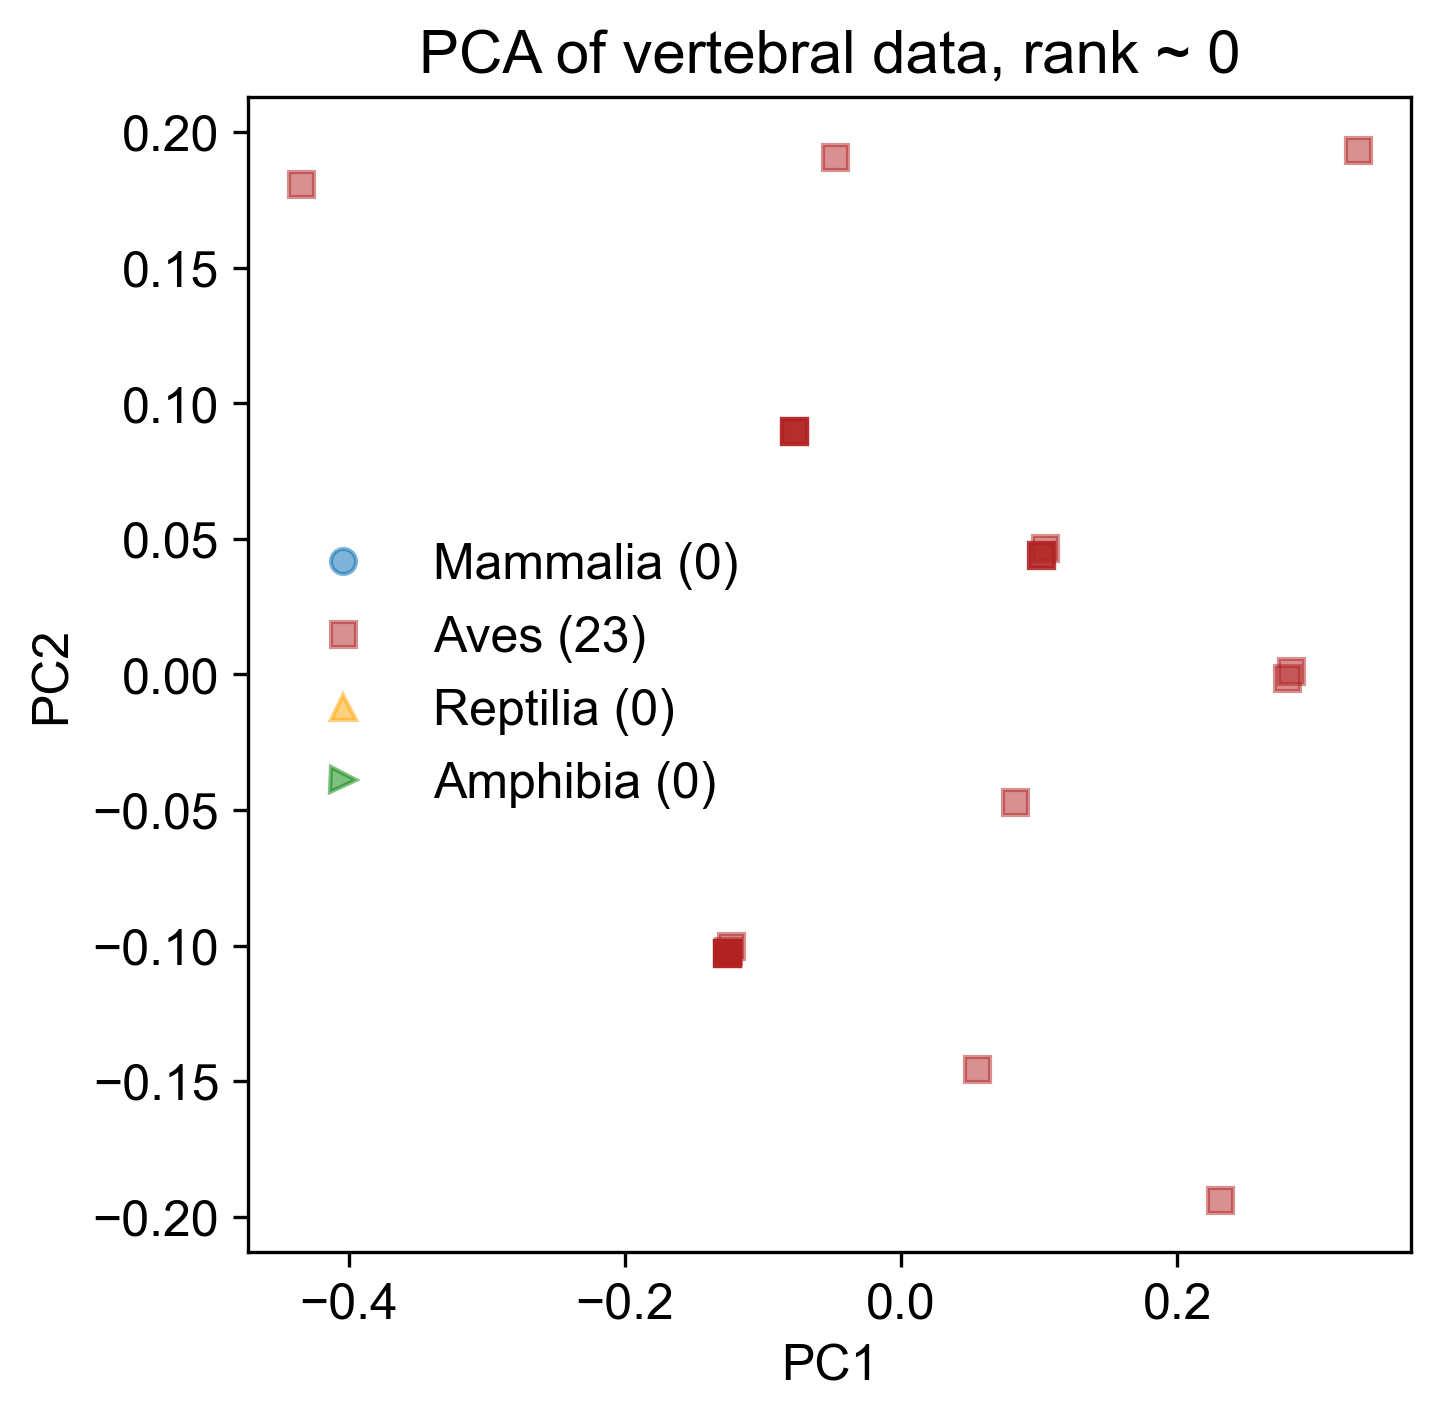 PCA of vertebral data, rank ~ 0
0.20
0.15
0.10
0.05
0.00
−0.05
−0.10
−0.15
−0.20
PC2
Mammalia (0)
Aves (23)
Reptilia (0)
Amphibia (0)
−0.4
−0.2
0.0
0.2
PC1